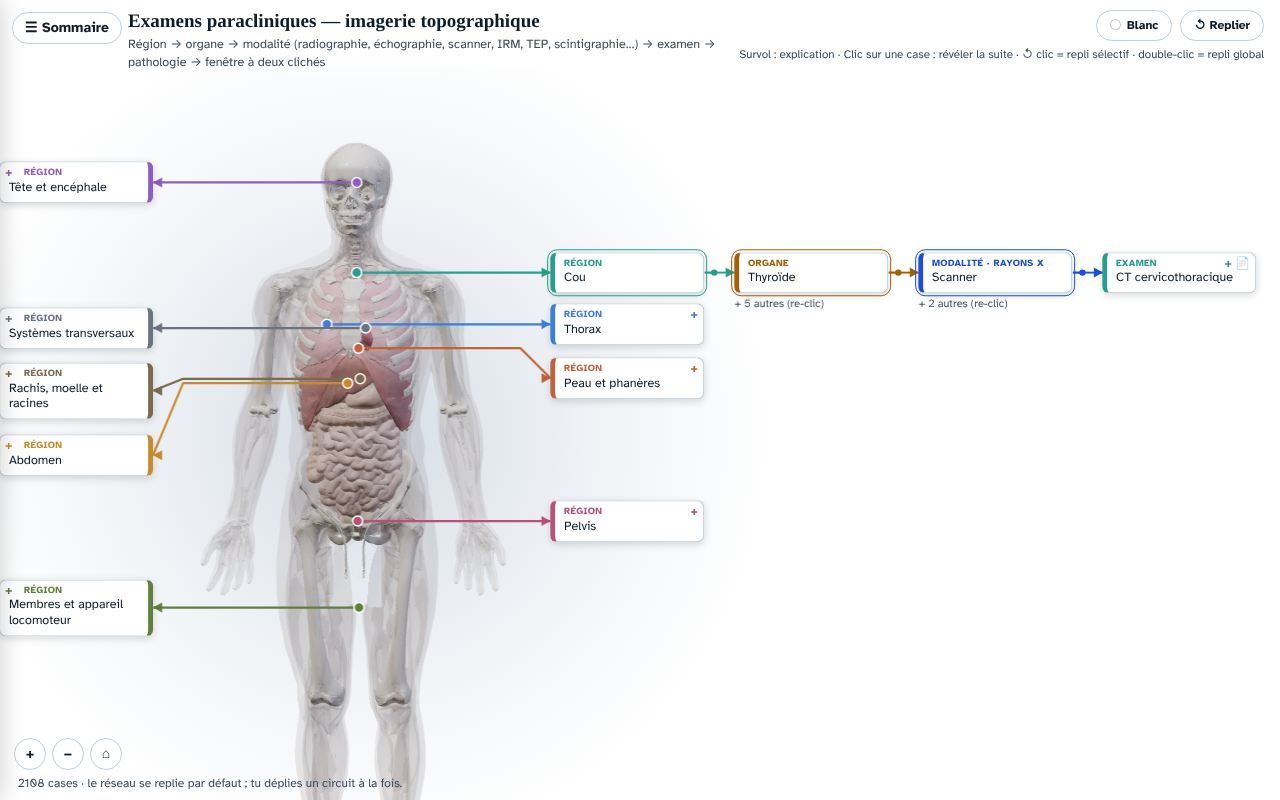 ☰ Sommaire
Examens paracliniques — imagerie topographique
Région → organe → modalité (radiographie, échographie, scanner, IRM, TEP, scintigraphie…) → examen →
pathologie → fenêtre à deux clichés
Blanc
↺ Replier
Survol : explication · Clic sur une case : révéler la suite · ↺ clic = repli sélectif · double-clic = repli global
+ RÉGION
Tête et encéphale
RÉGION
Cou
ORGANE
Thyroïde
+ 5 autres (re-clic)
MODALITÉ · RAYONS X
Scanner
+ 2 autres (re-clic)
EXAMEN +
CT cervicothoracique
+ RÉGION
Systèmes transversaux
RÉGION +
Thorax
+ RÉGION
Rachis, moelle et
racines
RÉGION +
Peau et phanères
+ RÉGION
Abdomen
RÉGION +
Pelvis
+ RÉGION
Membres et appareil
locomoteur
+ − ⌂
2108 cases · le réseau se replie par défaut ; tu déplies un circuit à la fois.